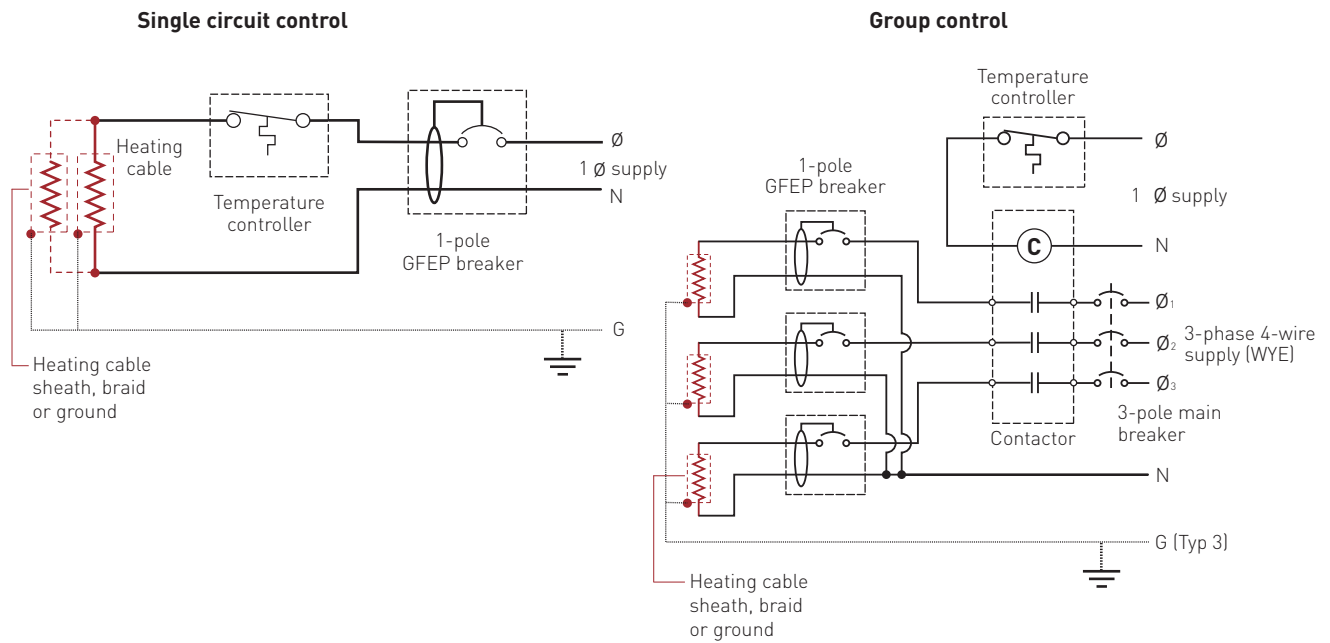 Single circuit control
Heating
cable
Temperature
controller
1-pole
GFEP breaker
Ø
1 Ø supply
N
G
Heating cable
sheath, braid
or ground
Group control
Temperature
controller
Ø
1 Ø supply
N
C
1-pole
GFEP breaker
Ø1
Ø2
Ø3
3-phase 4-wire
supply (WYE)
3-pole main
breaker
Contactor
N
G (Typ 3)
Heating cable
sheath, braid
or ground